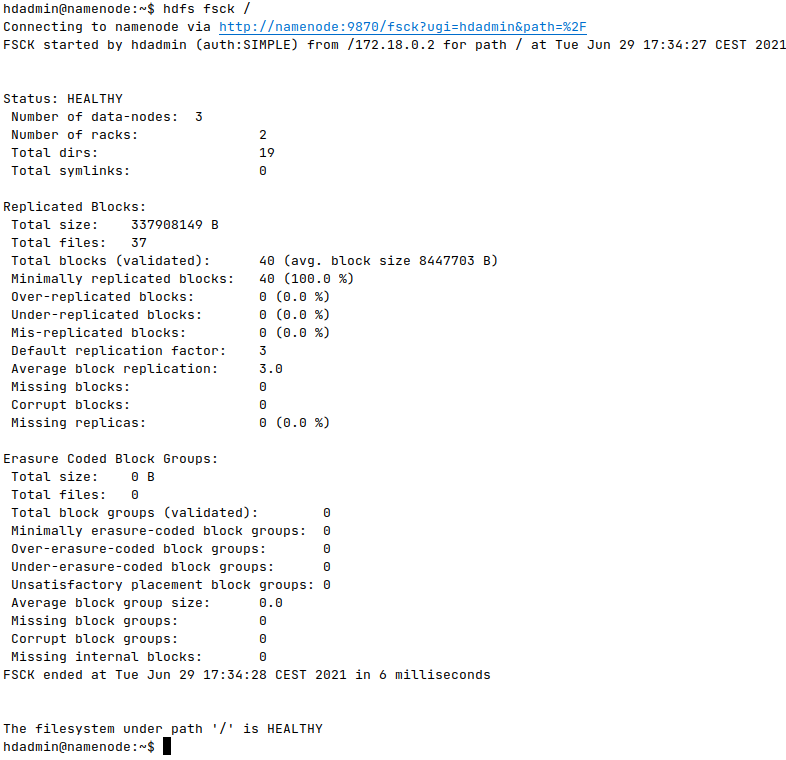 hdadmin@namenode:~$ hdfs fsck /
Connecting to namenode via http://namenode:9870/fsck?ugi=hdadmin&path=%2F
FSCK started by hdadmin (auth:SIMPLE) from /172.18.0.2 for path / at Tue Jun 29 17:34:27 CEST 2021
Status: HEALTHY
Number of data-nodes: 3
Number of racks: 2
Total dirs: 19
Total symlinks: 0
Replicated Blocks:
Total size: 337908149 B
Total files: 37
Total blocks (validated): 40 (avg. block size 8447703 B)
Minimally replicated blocks: 40 (100.0 %)
Over-replicated blocks: 0 (0.0 %)
Under-replicated blocks: 0 (0.0 %)
Mis-replicated blocks: 0 (0.0 %)
Default replication factor: 3
Average block replication: 3.0
Missing blocks: 0
Corrupt blocks: 0
Missing replicas: 0 (0.0 %)
Erasure Coded Block Groups:
Total size: 0 B
Total files: 0
Total block groups (validated): 0
Minimally erasure-coded block groups: 0
Over-erasure-coded block groups: 0
Under-erasure-coded block groups: 0
Unsatisfactory placement block groups: 0
Average block group size: 0.0
Missing block groups: 0
Corrupt block groups: 0
Missing internal blocks: 0
FSCK ended at Tue Jun 29 17:34:28 CEST 2021 in 6 milliseconds
The filesystem under path '/' is HEALTHY
hdadmin@namenode:~$